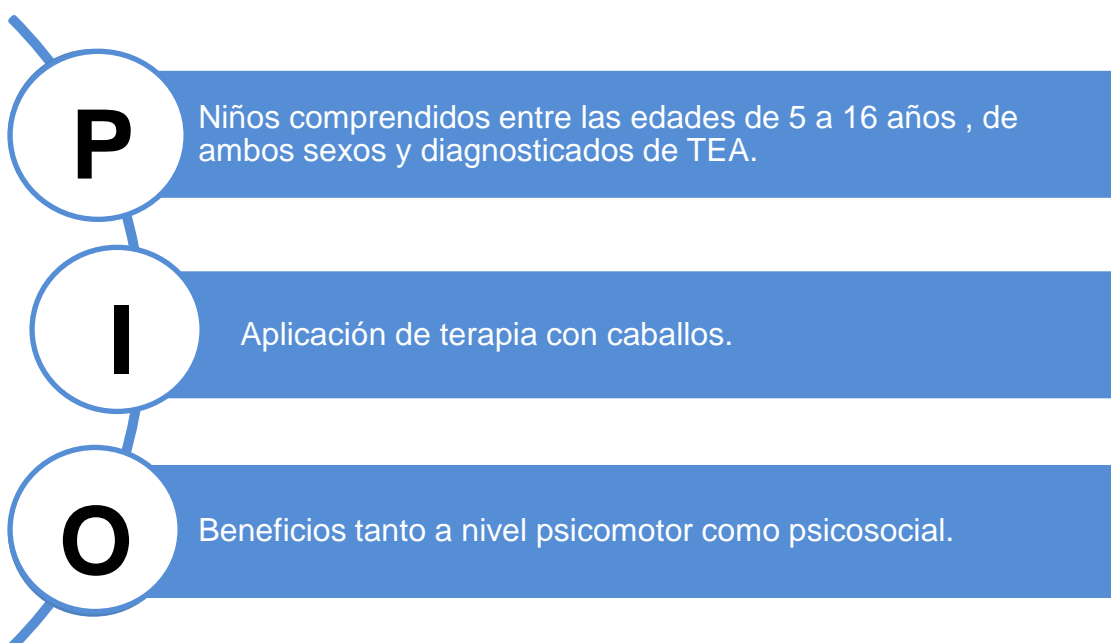 P
Niños comprendidos entre las edades de 5 a 16 años , de
ambos sexos y diagnosticados de TEA.
I
Aplicación de terapia con caballos.
O
Beneficios tanto a nivel psicomotor como psicosocial.